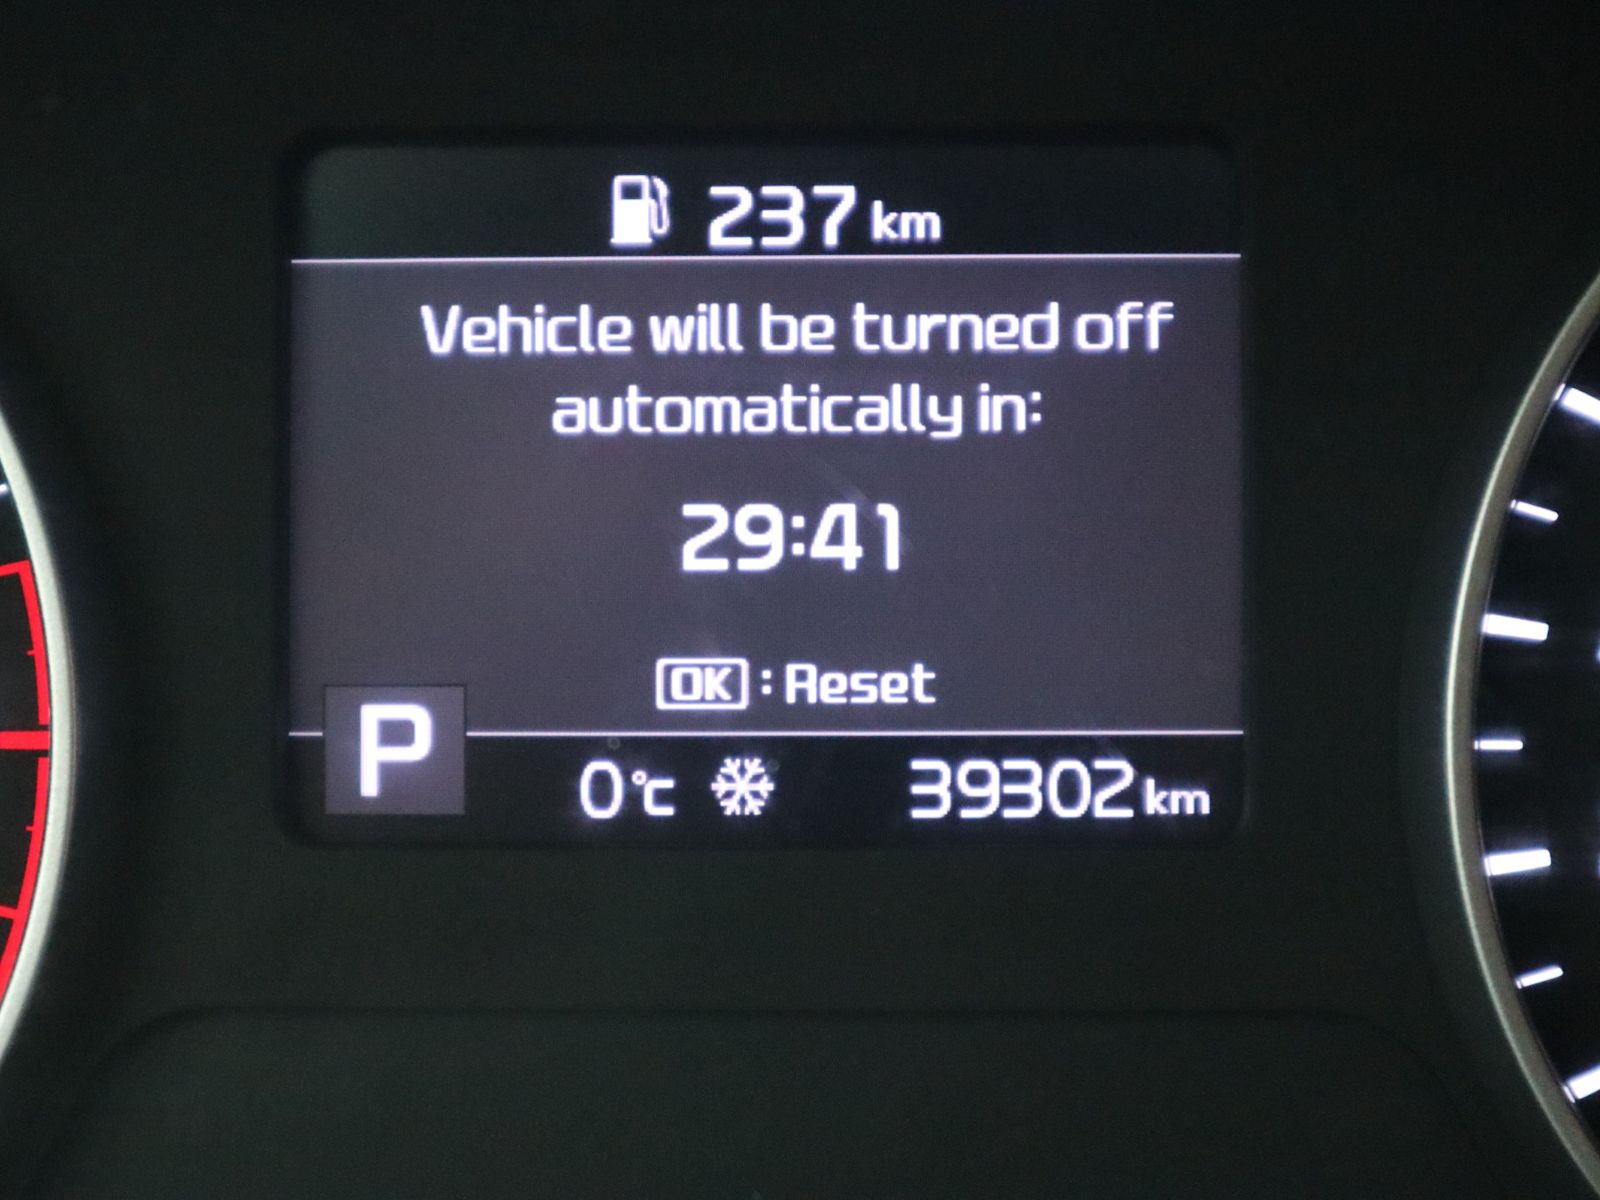 237 km
Vehicle will be turned off
automatically in:
29:41
OK : Reset
P
0°C
39302 km